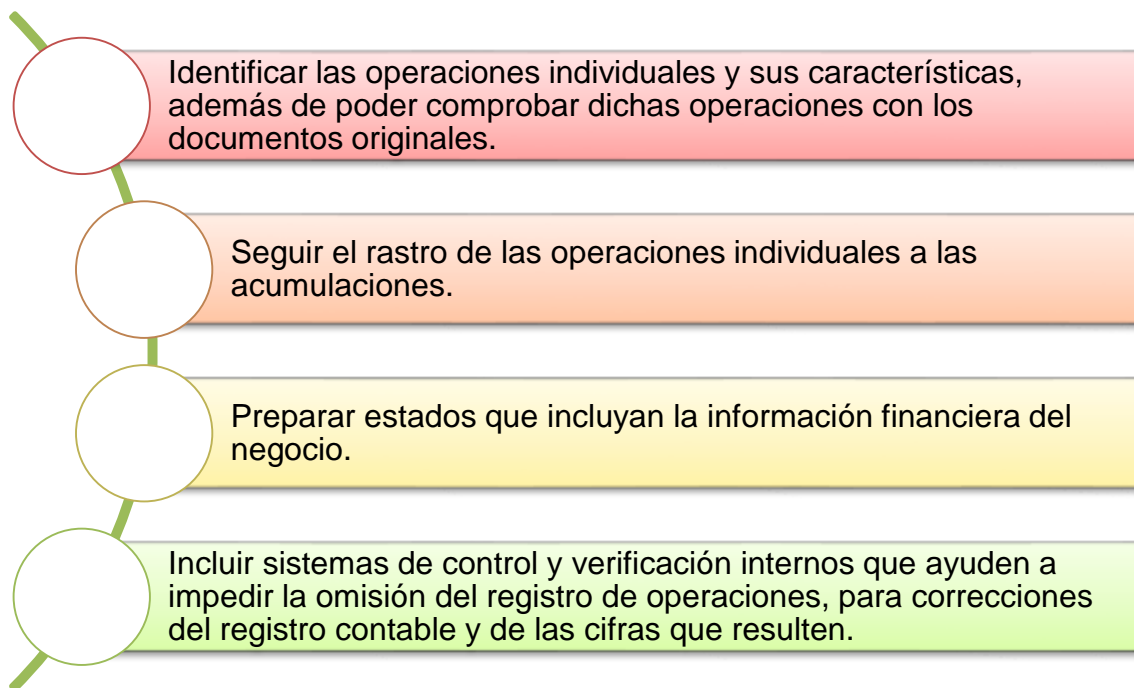 Identificar las operaciones individuales y sus características,
además de poder comprobar dichas operaciones con los
documentos originales.
Seguir el rastro de las operaciones individuales a las
acumulaciones.
Preparar estados que incluyan la información financiera del
negocio.
Incluir sistemas de control y verificación internos que ayuden a
impedir la omisión del registro de operaciones, para correcciones
del registro contable y de las cifras que resulten.